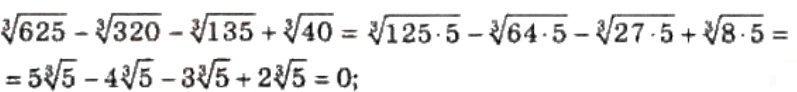 ∛625 − ∛320 − ∛135 + ∛40 = ∛125·5 − ∛64·5 − ∛27·5 + ∛8·5 =
= 5∛5 − 4∛5 − 3∛5 + 2∛5 = 0;